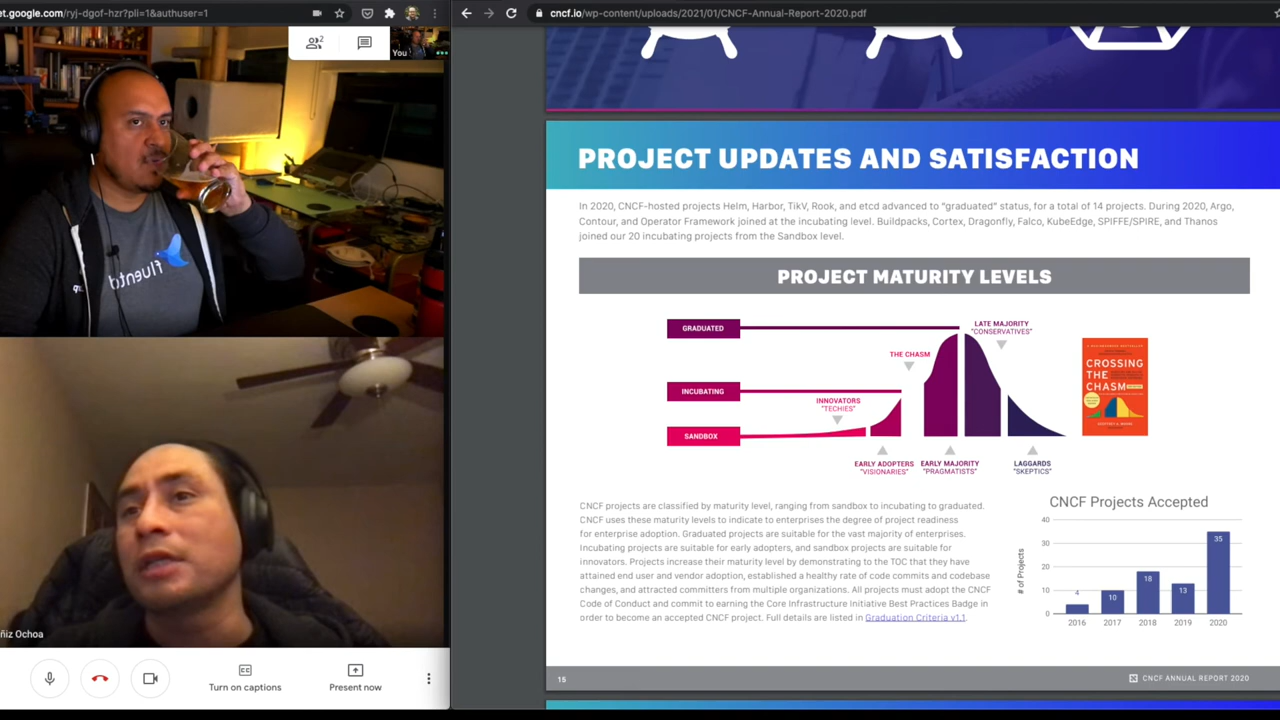 et.google.com/ryj-dgof-hzr?pli=1&authuser=1
cncf.io/wp-content/uploads/2021/01/CNCF-Annual-Report-2020.pdf
2
You
fluentd
ñiz Ochoa
Turn on captions
Present now
PROJECT UPDATES AND SATISFACTION
In 2020, CNCF-hosted projects Helm, Harbor, TikV, Rook, and etcd advanced to “graduated” status, for a total of 14 projects. During 2020, Argo,
Contour, and Operator Framework joined at the incubating level. Buildpacks, Cortex, Dragonfly, Falco, KubeEdge, SPIFFE/SPIRE, and Thanos
joined our 20 incubating projects from the Sandbox level.
PROJECT MATURITY LEVELS
GRADUATED
LATE MAJORITY
"CONSERVATIVES"
THE CHASM
INCUBATING
INNOVATORS
"TECHIES"
SANDBOX
EARLY ADOPTERS
"VISIONARIES"
EARLY MAJORITY
"PRAGMATISTS"
LAGGARDS
"SKEPTICS"
CROSSING
THE
CHASM
CNCF projects are classified by maturity level, ranging from sandbox to incubating to graduated.
CNCF uses these maturity levels to indicate to enterprises the degree of project readiness
for enterprise adoption. Graduated projects are suitable for the vast majority of enterprises.
Incubating projects are suitable for early adopters, and sandbox projects are suitable for
innovators. Projects increase their maturity level by demonstrating to the TOC that they have
attained end user and vendor adoption, established a healthy rate of code commits and codebase
changes, and attracted committers from multiple organizations. All projects must adopt the CNCF
Code of Conduct and commit to earning the Core Infrastructure Initiative Best Practices Badge in
order to become an accepted CNCF project. Full details are listed in Graduation Criteria v1.1.
CNCF Projects Accepted
# of Projects
40
30
20
10
0
4
10
18
13
35
2016
2017
2018
2019
2020
15
CNCF ANNUAL REPORT 2020